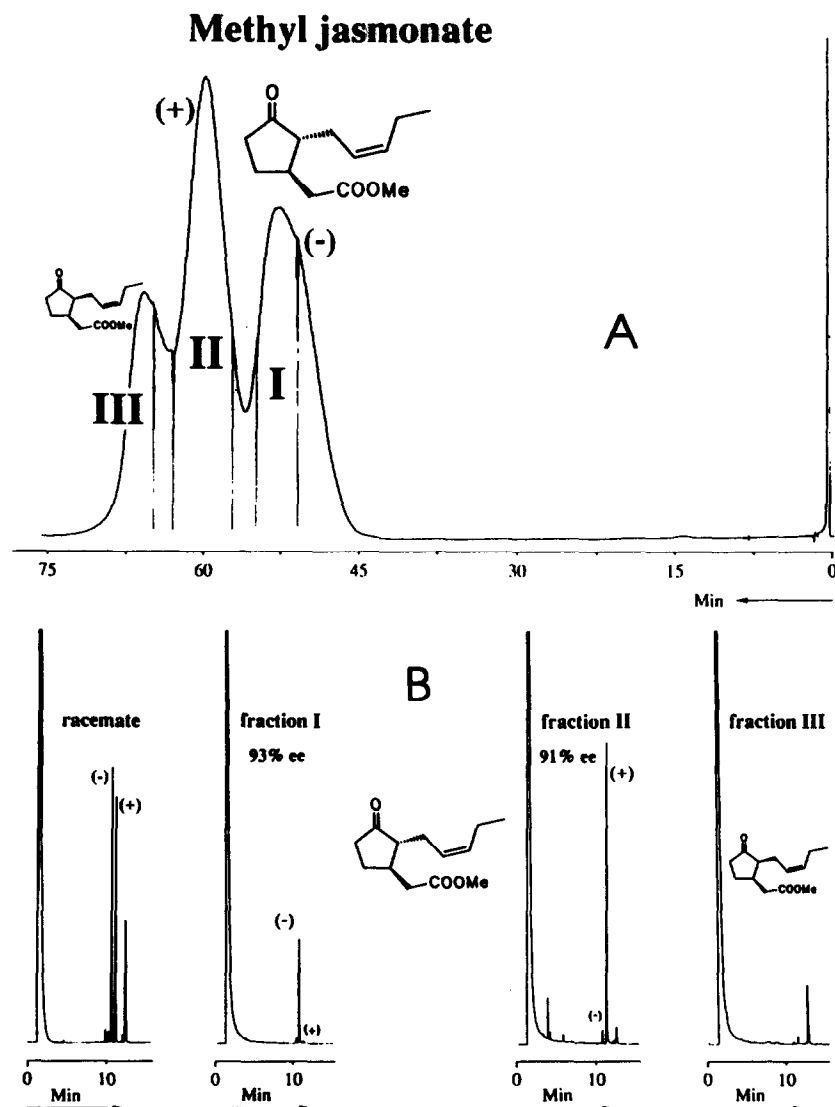 Methyl jasmonate
(+)
O
COOMe
(-)
O
COOMe
A
III
II
I
75 60 45 30 15 0
Min
B
racemate
fraction I
93% ee
fraction II
91% ee
fraction III
(-)
(+)
(-)
(+)
O
COOMe
(+)
(-)
O
COOMe
0 10
Min
0 10
Min
0 10
Min
0 10
Min